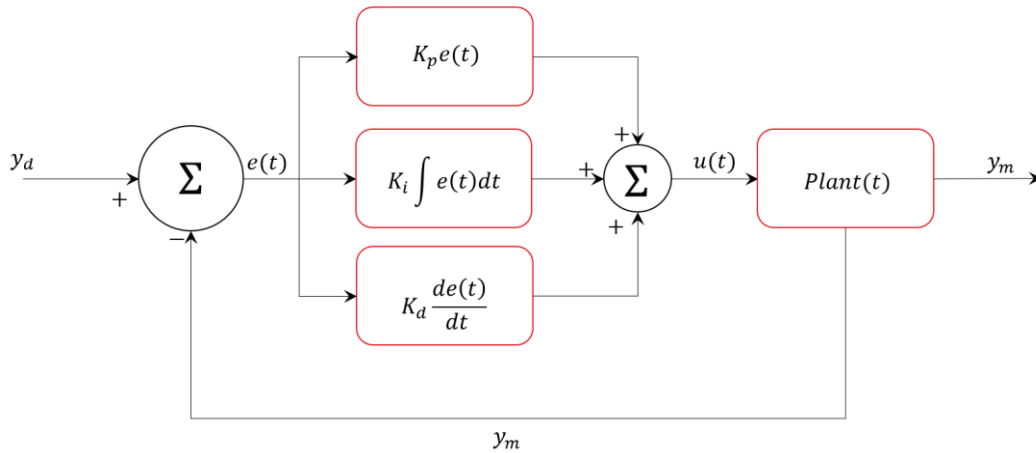 K_p e(t)
+
y_d
+
Σ
e(t)
K_i ∫ e(t)dt
+
Σ
u(t)
Plant(t)
y_m
−
+
K_d de(t)/dt
y_m